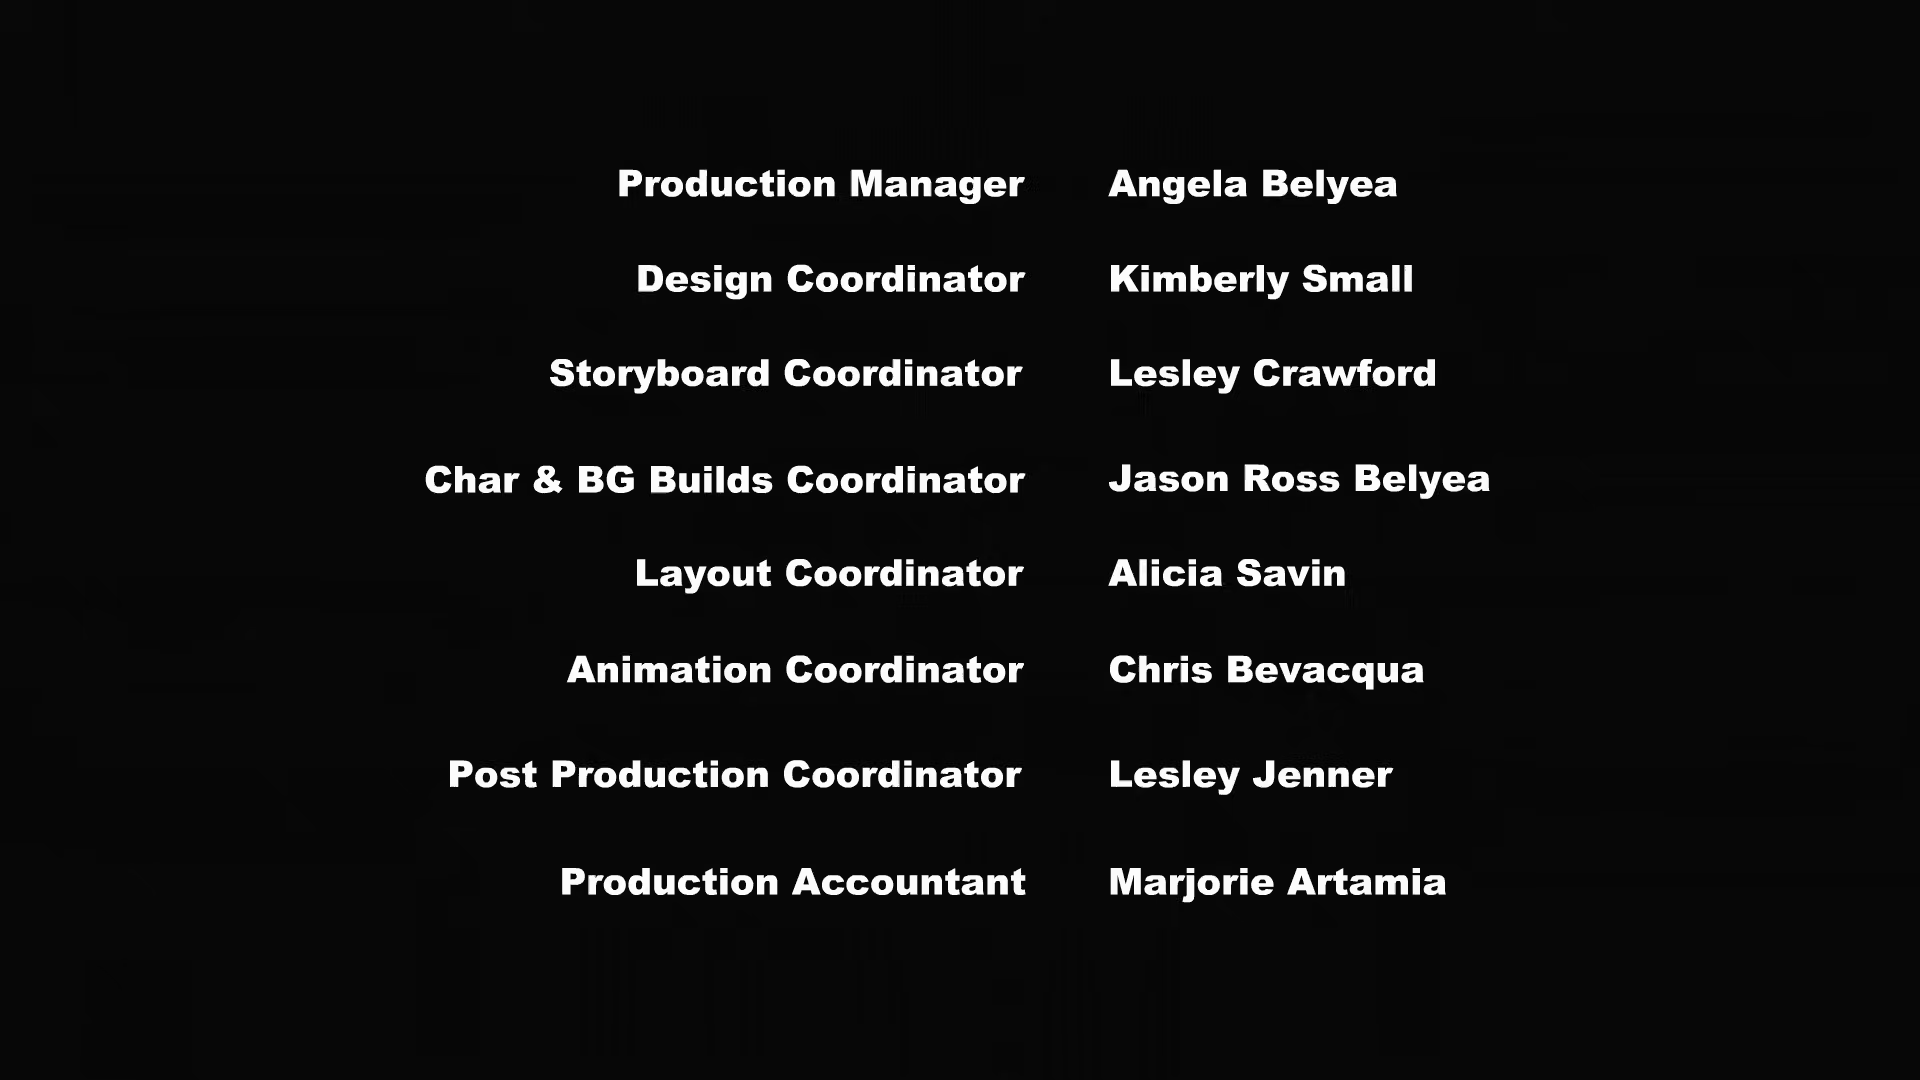 Production Manager Angela Belyea
Design Coordinator Kimberly Small
Storyboard Coordinator Lesley Crawford
Char & BG Builds Coordinator Jason Ross Belyea
Layout Coordinator Alicia Savin
Animation Coordinator Chris Bevacqua
Post Production Coordinator Lesley Jenner
Production Accountant Marjorie Artamia